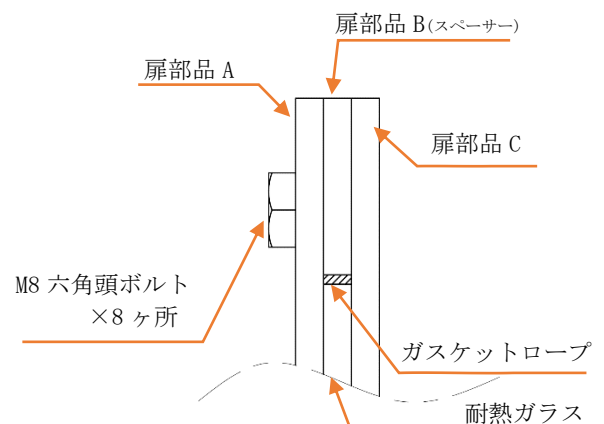 扉部品 B(スペーサー)
扉部品 A
扉部品 C
M8 六角頭ボルト
×8 ヶ所
ガスケットロープ
耐熱ガラス